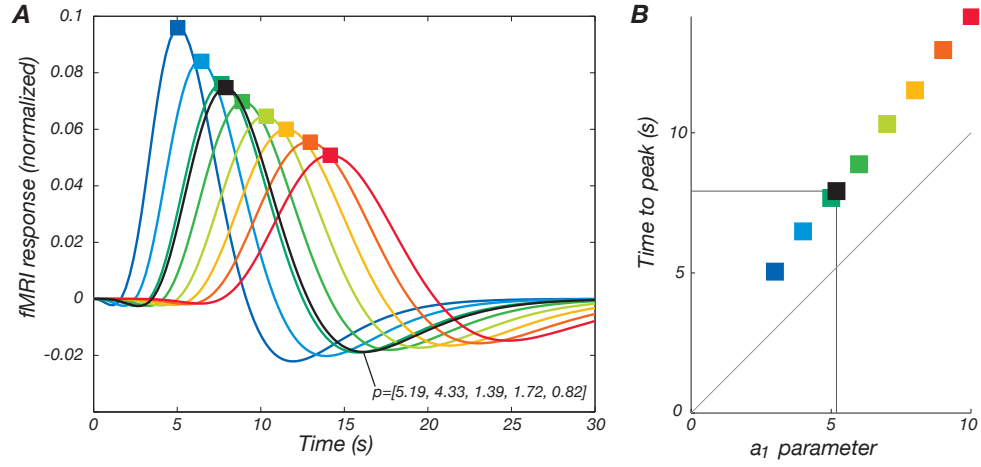 A
fMRI response (normalized)
0.1
0.08
0.06
0.04
0.02
0
-0.02
p=[5.19, 4.33, 1.39, 1.72, 0.82]
0 5 10 15 20 25 30
Time (s)
B
Time to peak (s)
10
5
0
0 5 10
a1 parameter